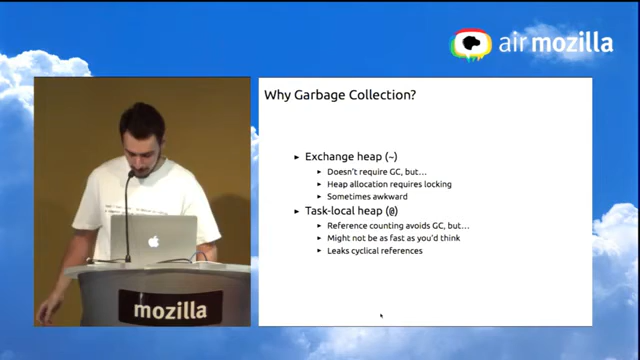 air mozilla
Why Garbage Collection?
▸ Exchange heap (~)
▸ Doesn't require GC, but...
▸ Heap allocation requires locking
▸ Sometimes awkward
▸ Task-local heap (@)
▸ Reference counting avoids GC, but...
▸ Might not be as fast as you'd think
▸ Leaks cyclical references
mozilla